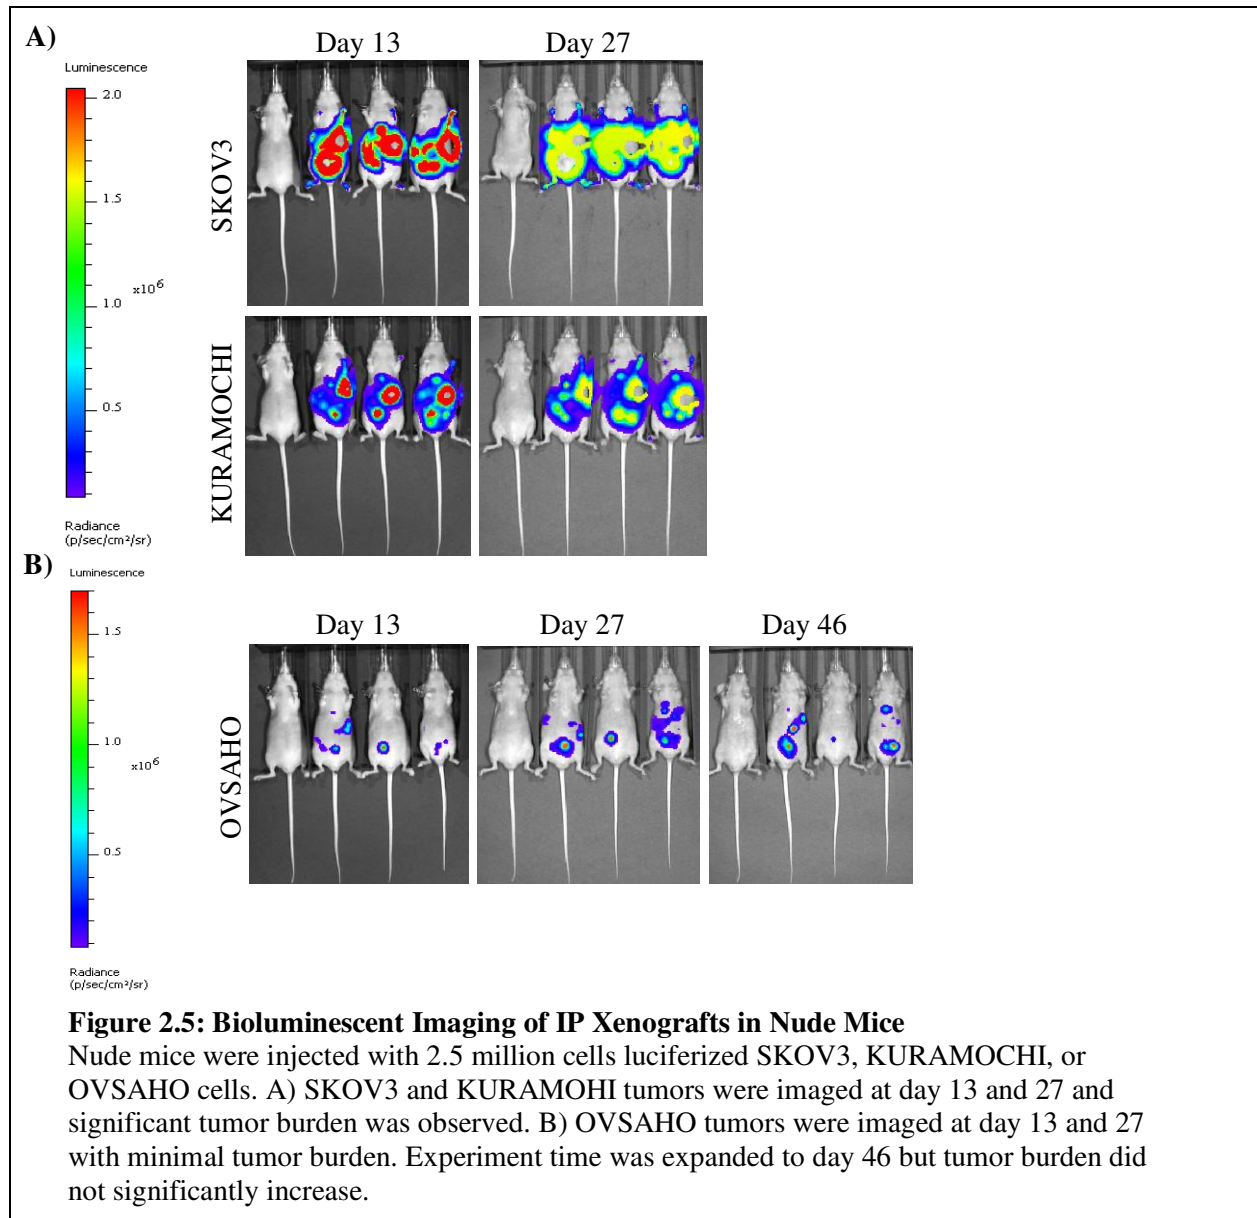 A)
Day 13
Day 27
Luminescence
2.0
1.5
1.0
x10⁶
0.5
Radiance
(p/sec/cm²/sr)
SKOV3
KURAMOCHI
B)
Luminescence
Day 13
Day 27
Day 46
1.5
1.0
x10⁶
0.5
Radiance
(p/sec/cm²/sr)
OVSAHO
Figure 2.5: Bioluminescent Imaging of IP Xenografts in Nude Mice
Nude mice were injected with 2.5 million cells luciferized SKOV3, KURAMOCHI, or
OVSAHO cells. A) SKOV3 and KURAMOHI tumors were imaged at day 13 and 27 and
significant tumor burden was observed. B) OVSAHO tumors were imaged at day 13 and 27
with minimal tumor burden. Experiment time was expanded to day 46 but tumor burden did
not significantly increase.